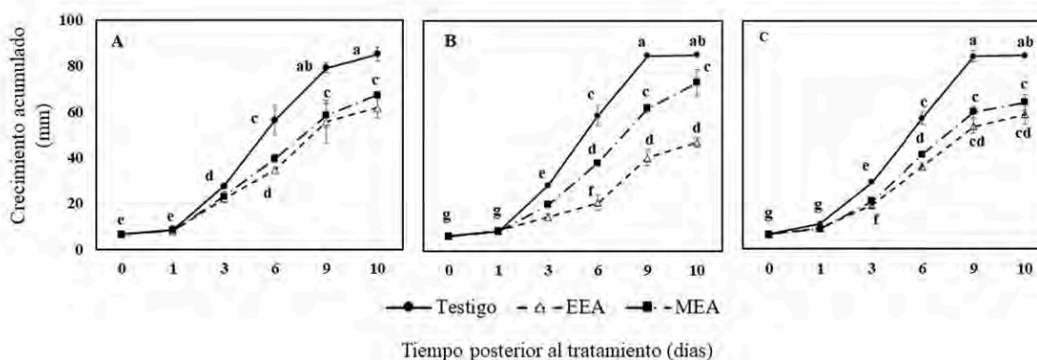 Crecimiento acumulado
(mm)
100
80
60
40
20
0
A
e
e
d
c
d
ab
c
a
c
0 1 3 6 9 10
B
g
g
e
c
d
f
a
c
d
ab
c
d
0 1 3 6 9 10
C
g
g
e
f
c
d
a
c
cd
ab
c
cd
0 1 3 6 9 10
Testigo EEA MEA
Tiempo posterior al tratamiento (días)